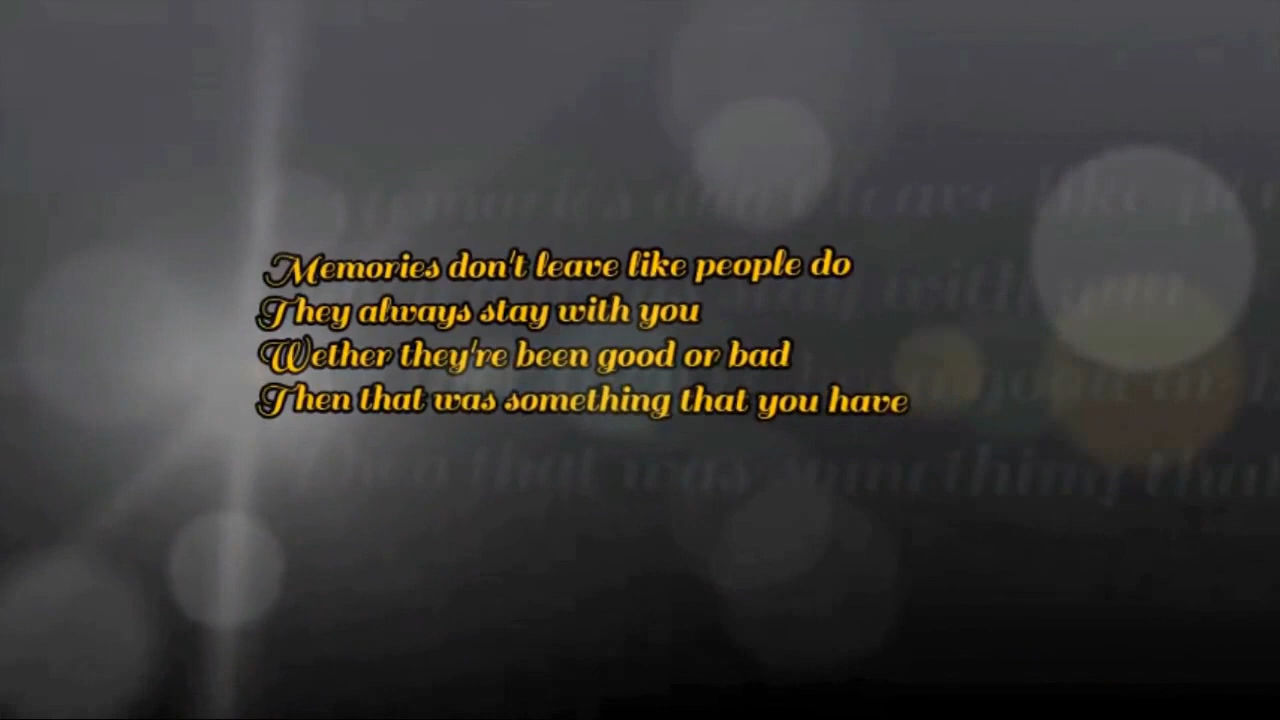 Memories don't leave like people do
They always stay with you
Wether they're been good or bad
Then that was something that you have